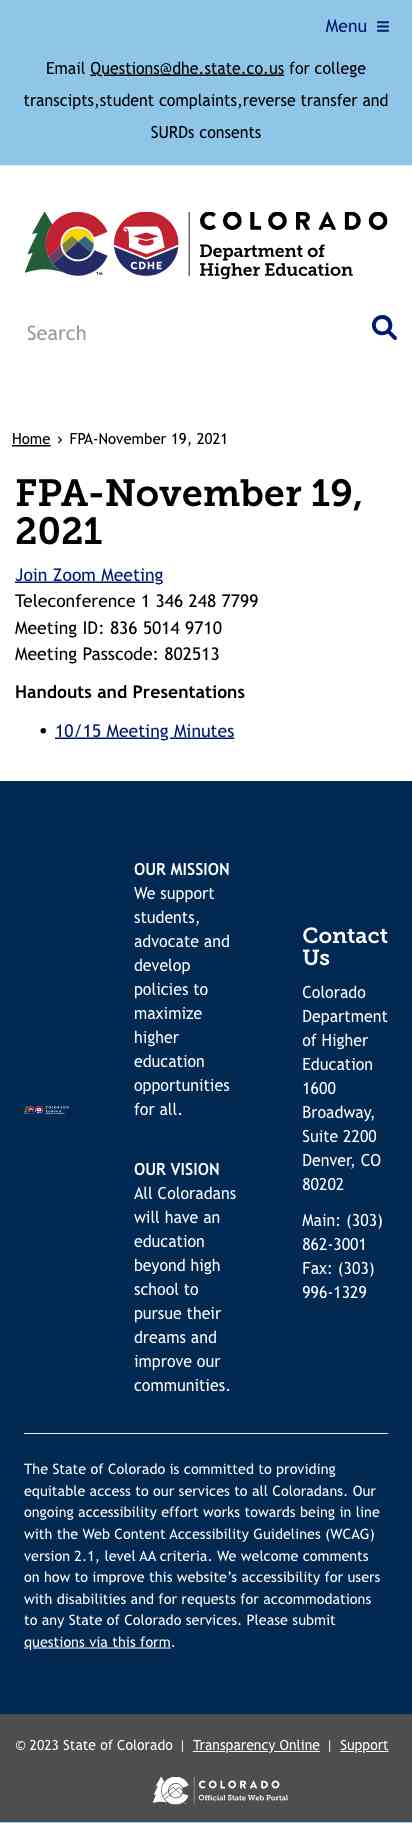 Menu
Email Questions@dhe.state.co.us for college
transcipts,student complaints,reverse transfer and
SURDs consents
COLORADO
Department of
Higher Education
CDHE
TM
Search
Home › FPA-November 19, 2021
FPA-November 19,
2021
Join Zoom Meeting
Teleconference 1 346 248 7799
Meeting ID: 836 5014 9710
Meeting Passcode: 802513
Handouts and Presentations
• 10/15 Meeting Minutes
OUR MISSION
We support
students,
advocate and
develop
policies to
maximize
higher
education
opportunities
for all.
OUR VISION
All Coloradans
will have an
education
beyond high
school to
pursue their
dreams and
improve our
communities.
Contact
Us
Colorado
Department
of Higher
Education
1600
Broadway,
Suite 2200
Denver, CO
80202
Main: (303)
862-3001
Fax: (303)
996-1329
The State of Colorado is committed to providing
equitable access to our services to all Coloradans. Our
ongoing accessibility effort works towards being in line
with the Web Content Accessibility Guidelines (WCAG)
version 2.1, level AA criteria. We welcome comments
on how to improve this website’s accessibility for users
with disabilities and for requests for accommodations
to any State of Colorado services. Please submit
questions via this form.
© 2023 State of Colorado | Transparency Online | Support
COLORADO
Official State Web Portal